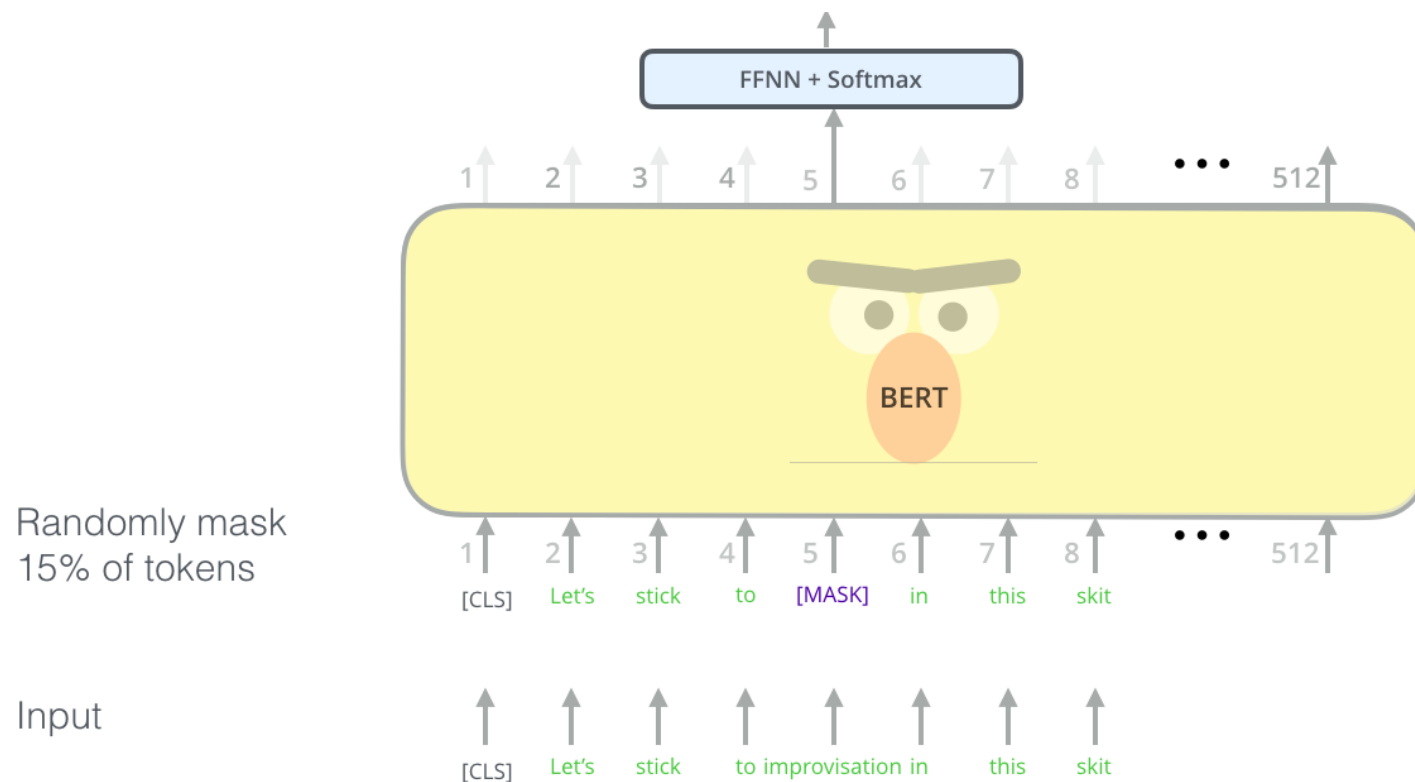 FFNN + Softmax
1 2 3 4 5 6 7 8 ••• 512
BERT
Randomly mask
15% of tokens
1 2 3 4 5 6 7 8 ••• 512
[CLS] Let's stick to [MASK] in this skit
Input
[CLS] Let's stick to improvisation in this skit